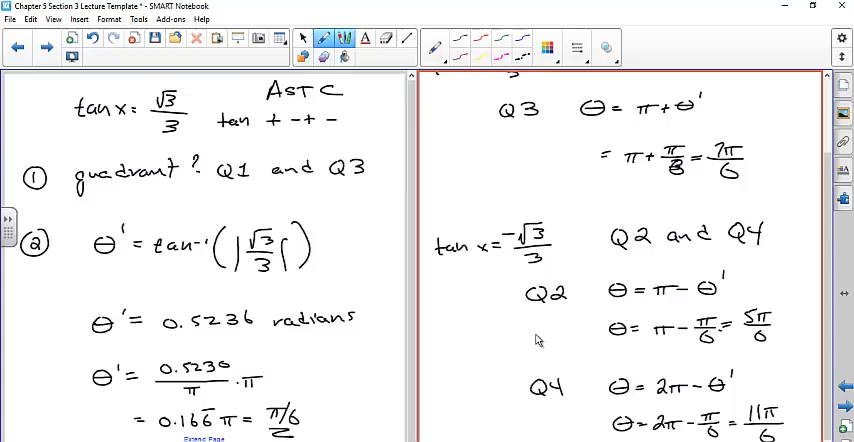 Chapter 5 Section 3 Lecture Template * - SMART Notebook
File Edit View Insert Format Tools Add-ons Help
tan x = √3/3
ASTC
tan + - + -
① quadrant? Q1 and Q3
② θ' = tan⁻¹(|√3/3|)
θ' = 0.5236 radians
θ' = 0.5236/π · π
= 0.166̄ π = π/6
Extend Page
Q3 θ = π + θ'
= π + π/6 = 7π/6
tan x = -√3/3 Q2 and Q4
Q2 θ = π - θ'
θ = π - π/6 = 5π/6
Q4 θ = 2π - θ'
θ = 2π - π/6 = 11π/6